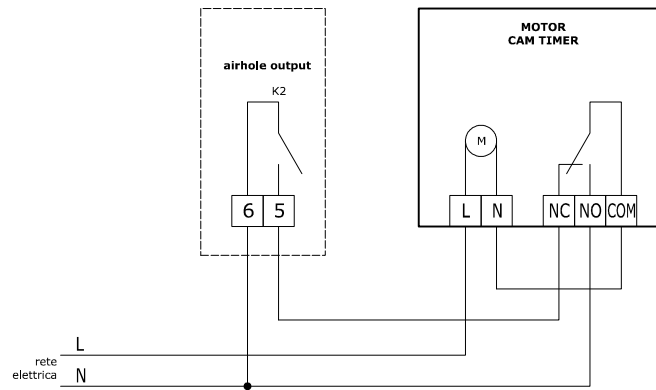 MOTOR
CAM TIMER
airhole output
K2
M
6 5
L N NC NO COM
L
rete
elettrica
N